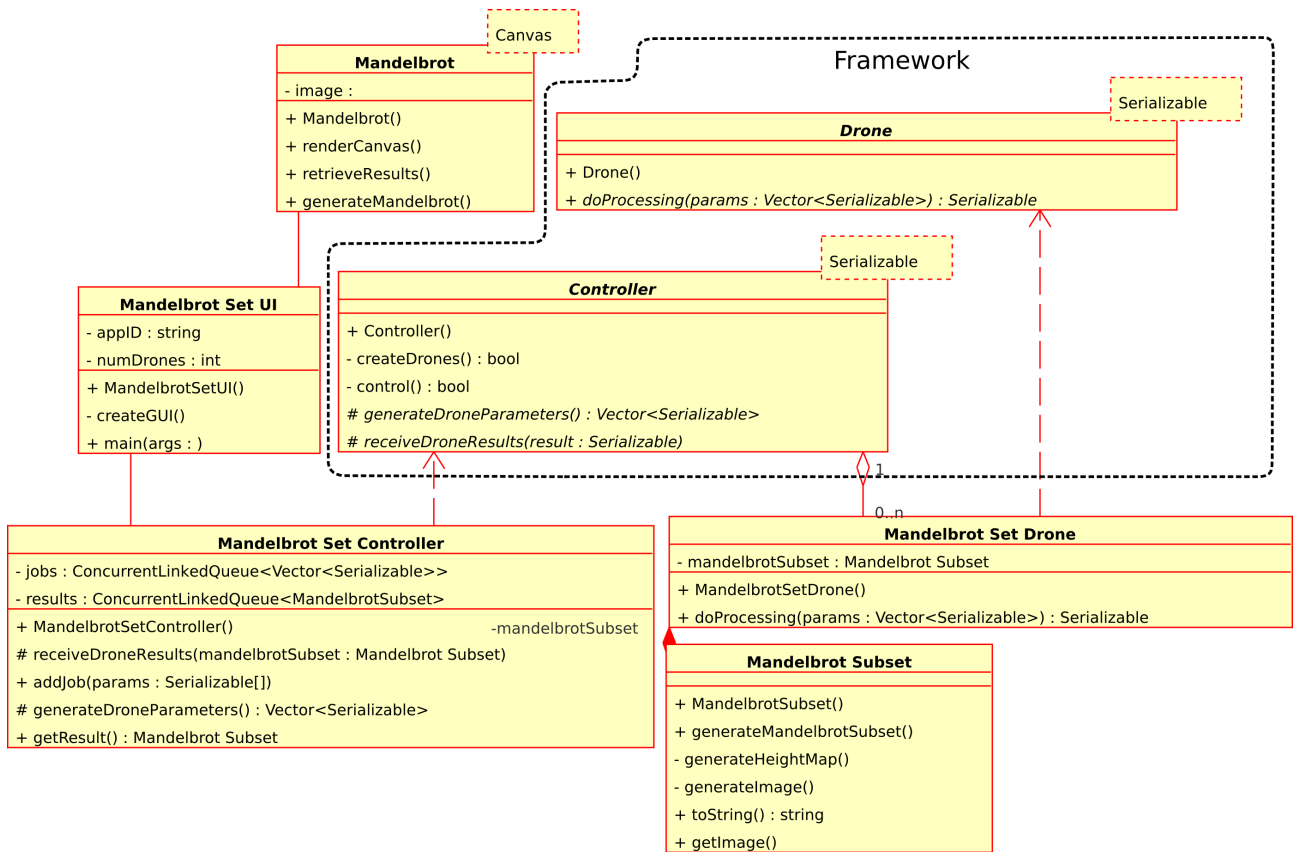 Canvas
Mandelbrot
- image :
+ Mandelbrot()
+ renderCanvas()
+ retrieveResults()
+ generateMandelbrot()
Framework
Serializable
Drone
+ Drone()
+ doProcessing(params : Vector<Serializable>) : Serializable
Serializable
Controller
+ Controller()
- createDrones() : bool
- control() : bool
# generateDroneParameters() : Vector<Serializable>
# receiveDroneResults(result : Serializable)
Mandelbrot Set UI
- appID : string
- numDrones : int
+ MandelbrotSetUI()
- createGUI()
+ main(args : )
1
0..n
Mandelbrot Set Controller
- jobs : ConcurrentLinkedQueue<Vector<Serializable>>
- results : ConcurrentLinkedQueue<MandelbrotSubset>
+ MandelbrotSetController()
# receiveDroneResults(mandelbrotSubset : Mandelbrot Subset)
+ addJob(params : Serializable[])
# generateDroneParameters() : Vector<Serializable>
+ getResult() : Mandelbrot Subset
-mandelbrotSubset
Mandelbrot Set Drone
- mandelbrotSubset : Mandelbrot Subset
+ MandelbrotSetDrone()
+ doProcessing(params : Vector<Serializable>) : Serializable
Mandelbrot Subset
+ MandelbrotSubset()
+ generateMandelbrotSubset()
- generateHeightMap()
- generateImage()
+ toString() : string
+ getImage()